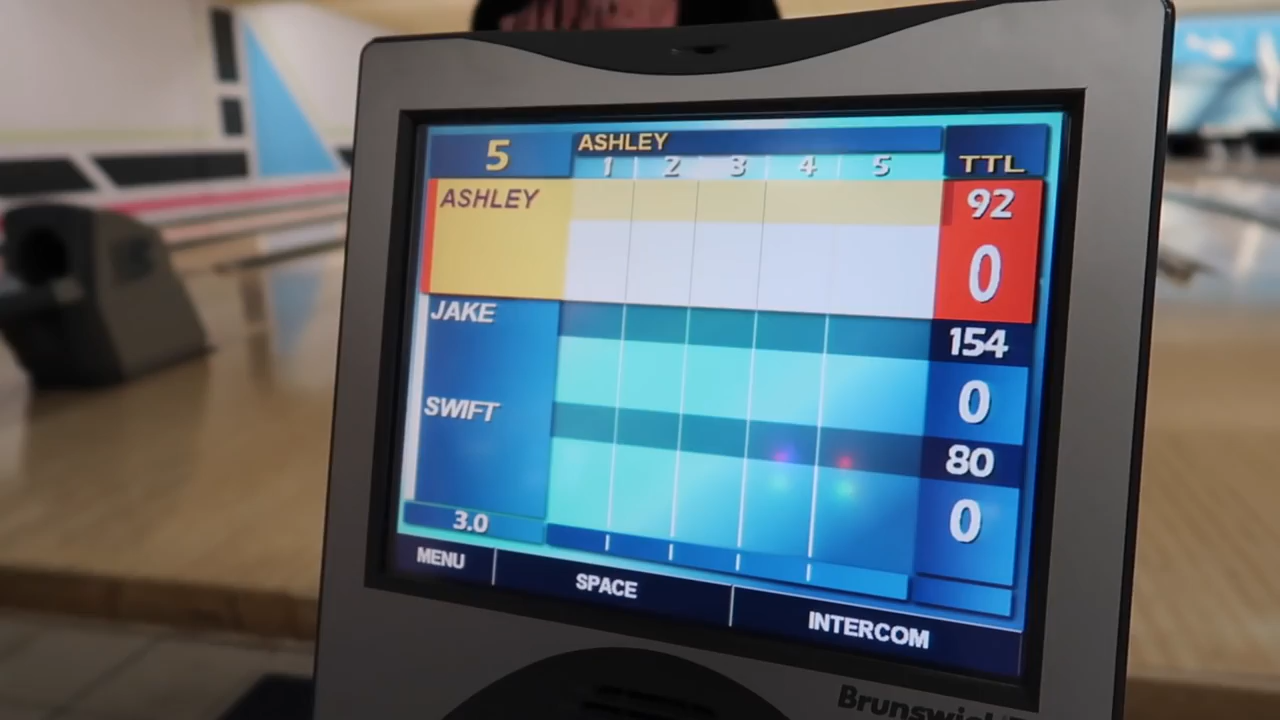 5 ASHLEY
1 2 3 4 5 TTL
ASHLEY 92
0
JAKE 154
0
SWIFT 80
0
3.0
MENU SPACE INTERCOM